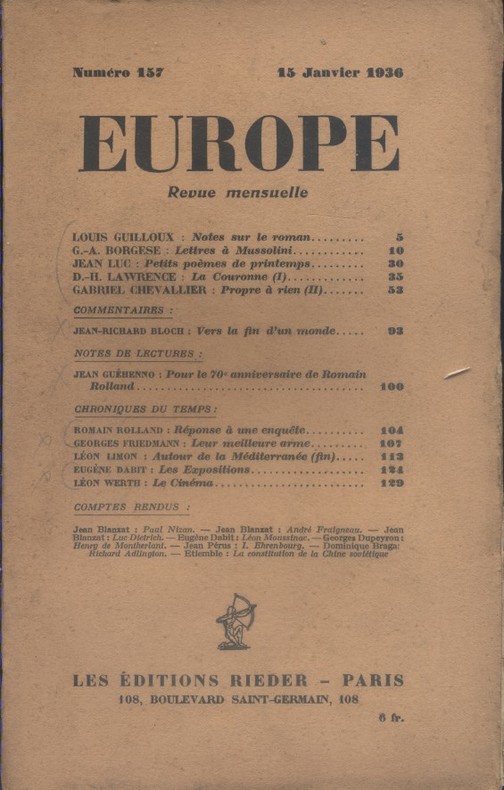 Numéro 157 15 Janvier 1936
EUROPE
Revue mensuelle
LOUIS GUILLOUX : Notes sur le roman......... 5
G.-A. BORGESE : Lettres à Mussolini.......... 10
JEAN LUC : Petits poèmes de printemps........ 30
D.-H. LAWRENCE : La Couronne (I)............ 35
GABRIEL CHEVALLIER : Propre à rien (II)...... 53
COMMENTAIRES :
JEAN-RICHARD BLOCH : Vers la fin d'un monde..... 93
NOTES DE LECTURES :
JEAN GUÉHENNO : Pour le 70e anniversaire de Romain
Rolland................................ 100
CHRONIQUES DU TEMPS :
ROMAIN ROLLAND : Réponse à une enquête.......... 104
GEORGES FRIEDMANN : Leur meilleure arme........ 107
LÉON LIMON : Autour de la Méditerranée (fin)..... 113
EUGÈNE DABIT : Les Expositions................ 124
LÉON WERTH : Le Cinéma...................... 129
COMPTES RENDUS :
Jean Blanzat : Paul Nizan. — Jean Blanzat : André Fraigneau. — Jean
Blanzat : Luc Dietrich. — Eugène Dabit : Léon Moussinac. — Georges Dupeyron :
Henry de Montherlant. — Jean Pérus : I. Ehrenbourg. — Dominique Braga :
Richard Adlington. — Etiemble : La constitution de la Chine soviétique
LES ÉDITIONS RIEDER – PARIS
108, BOULEVARD SAINT-GERMAIN, 108
6 fr.